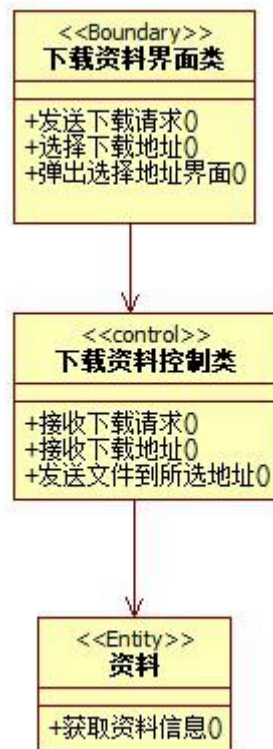 <<Boundary>>
下载资料界面类
+发送下载请求()
+选择下载地址()
+弹出选择地址界面()
<<control>>
下载资料控制类
+接收下载请求()
+接收下载地址()
+发送文件到所选地址()
<<Entity>>
资料
+获取资料信息()